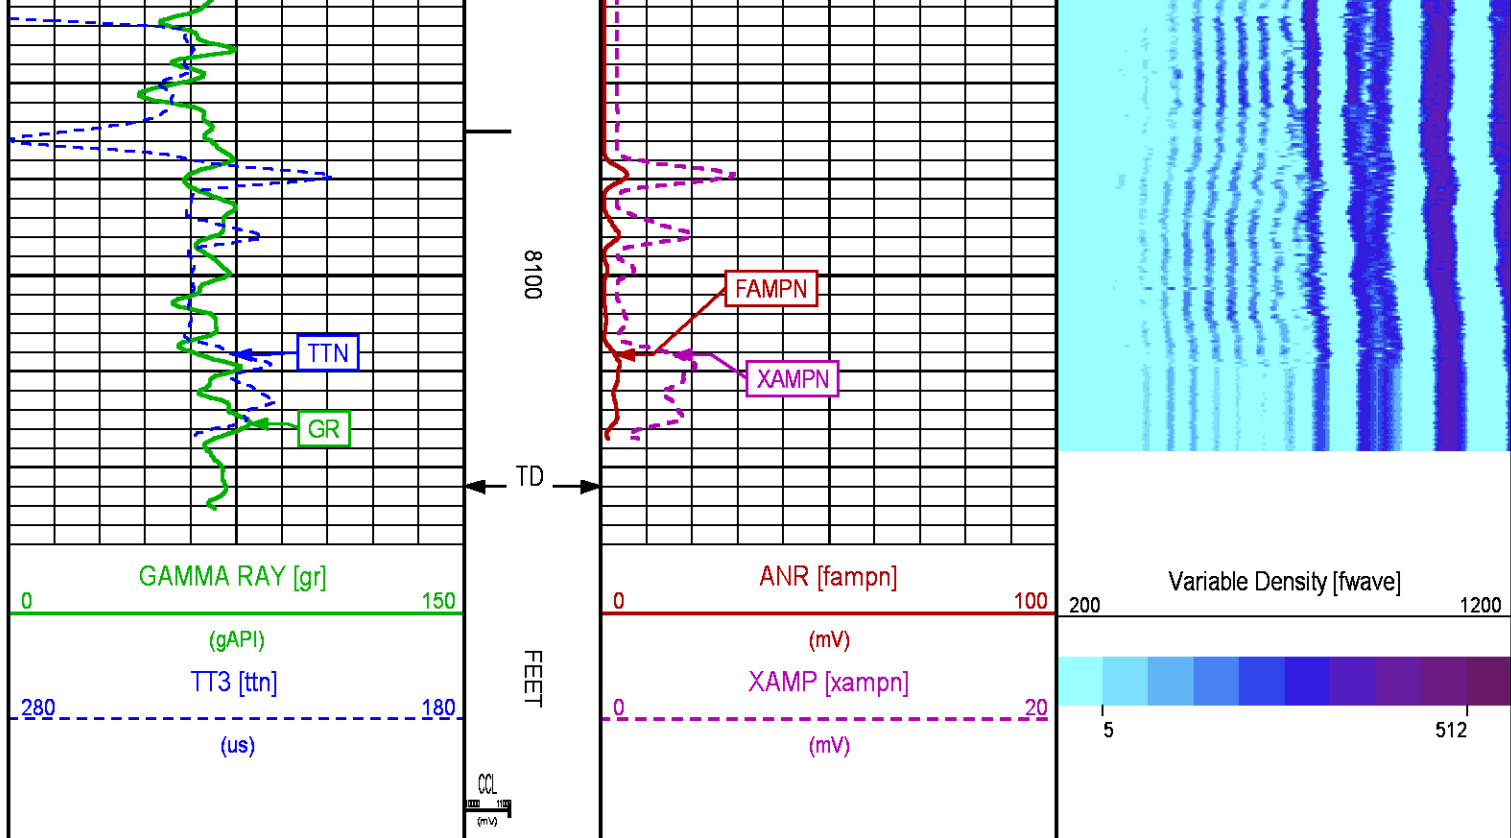 8100
FAMPN
TTN
XAMPN
GR
TD
GAMMA RAY [gr]
0 150
(gAPI)
TT3 [ttn]
280 180
(us)
FEET
CCL
(mV)
ANR [fampn]
0 100
(mV)
XAMP [xampn]
0 20
(mV)
Variable Density [fwave]
200 1200
5 512